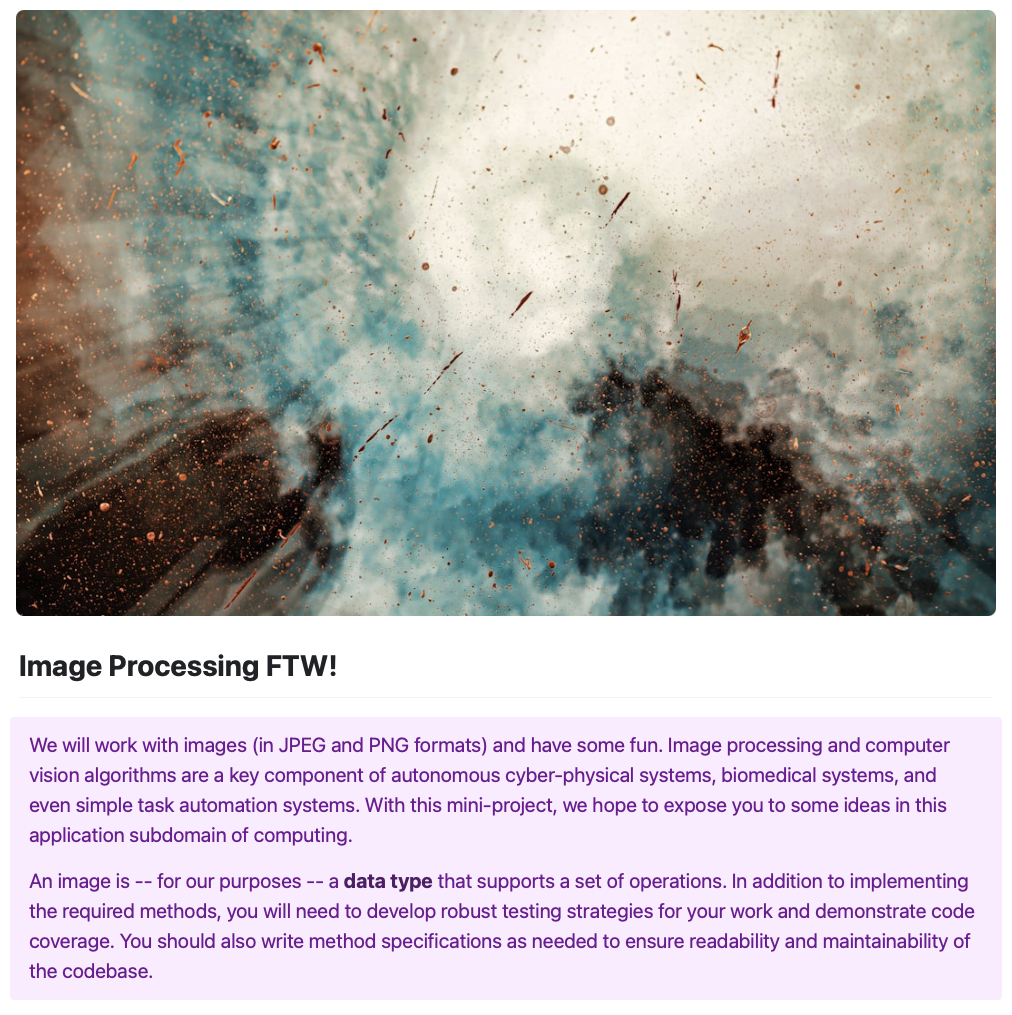 Image Processing FTW!
We will work with images (in JPEG and PNG formats) and have some fun. Image processing and computer
vision algorithms are a key component of autonomous cyber-physical systems, biomedical systems, and
even simple task automation systems. With this mini-project, we hope to expose you to some ideas in this
application subdomain of computing.
An image is -- for our purposes -- a data type that supports a set of operations. In addition to implementing
the required methods, you will need to develop robust testing strategies for your work and demonstrate code
coverage. You should also write method specifications as needed to ensure readability and maintainability of
the codebase.